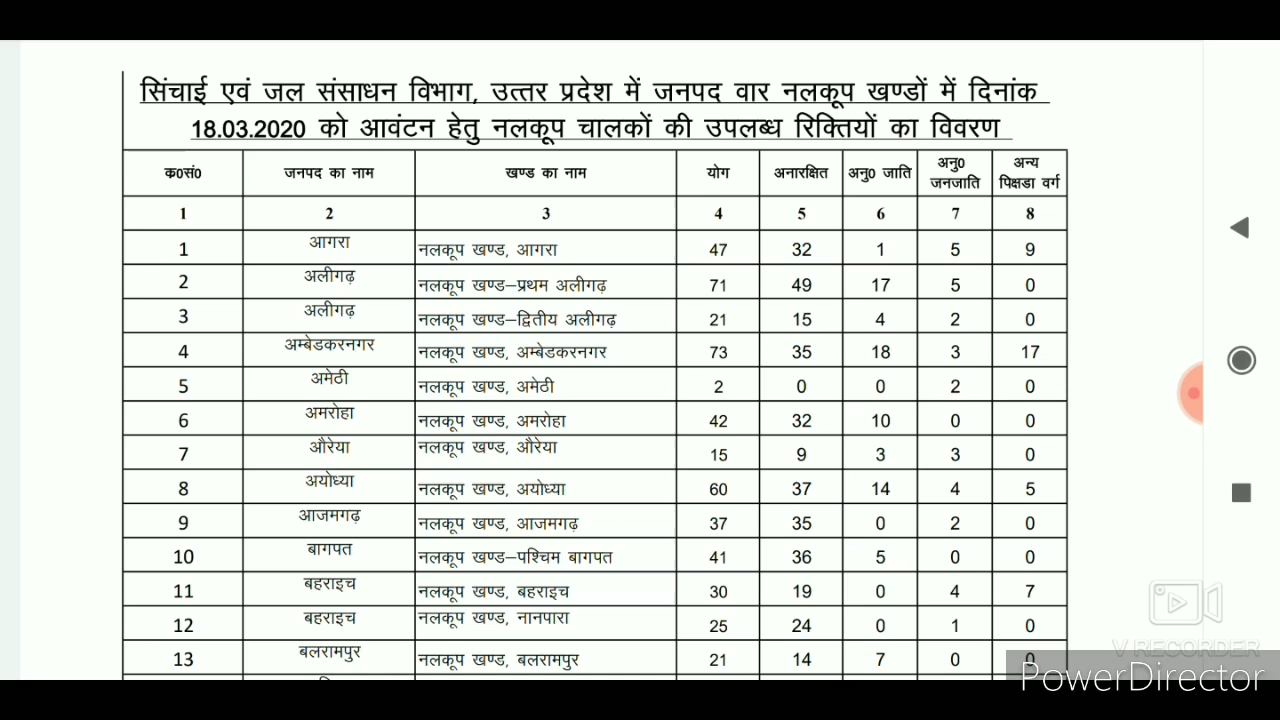 सिंचाई एवं जल संसाधन विभाग, उत्तर प्रदेश में जनपद वार नलकूप खण्डों में दिनांक
18.03.2020 को आवंटन हेतु नलकूप चालकों की उपलब्ध रिक्तियों का विवरण
क0सं0 जनपद का नाम खण्ड का नाम योग अनारक्षित अनु0 जाति अनु0 जनजाति अन्य पिक्षडा वर्ग
1 2 3 4 5 6 7 8
1 आगरा नलकूप खण्ड, आगरा 47 32 1 5 9
2 अलीगढ़ नलकूप खण्ड–प्रथम अलीगढ़ 71 49 17 5 0
3 अलीगढ़ नलकूप खण्ड–द्वितीय अलीगढ़ 21 15 4 2 0
4 अम्बेडकरनगर नलकूप खण्ड, अम्बेडकरनगर 73 35 18 3 17
5 अमेठी नलकूप खण्ड, अमेठी 2 0 0 2 0
6 अमरोहा नलकूप खण्ड, अमरोहा 42 32 10 0 0
7 औरेया नलकूप खण्ड, औरेया 15 9 3 3 0
8 अयोध्या नलकूप खण्ड, अयोध्या 60 37 14 4 5
9 आजमगढ़ नलकूप खण्ड, आजमगढ़ 37 35 0 2 0
10 बागपत नलकूप खण्ड–पश्चिम बागपत 41 36 5 0 0
11 बहराइच नलकूप खण्ड, बहराइच 30 19 0 4 7
12 बहराइच नलकूप खण्ड, नानपारा 25 24 0 1 0
13 बलरामपुर नलकूप खण्ड, बलरामपुर 21 14 7 0 0
V RECORDER
PowerDirector